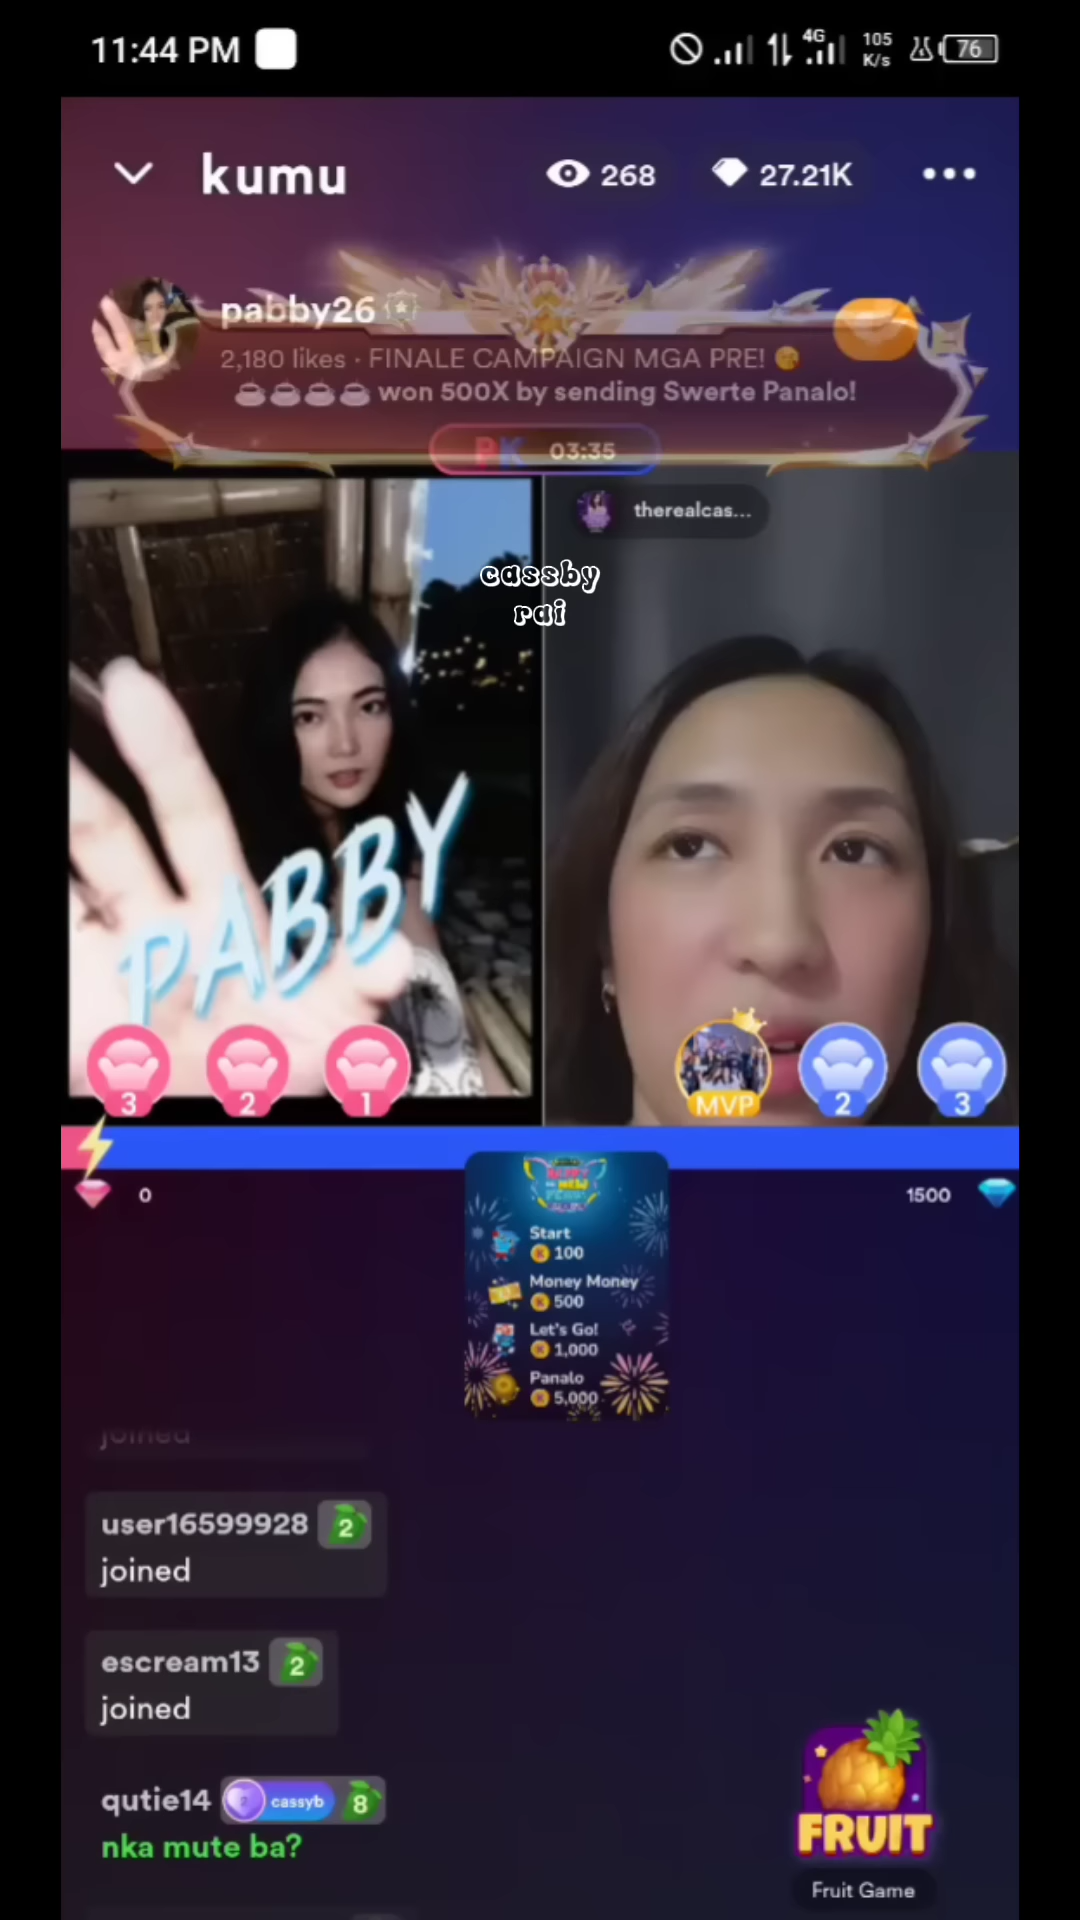 11:44 PM
4G
105
K/s
76
kumu
268
27.21K
pabby26
2,180 likes · FINALE CAMPAIGN MGA PRE!
won 500X by sending Swerte Panalo!
PK 03:35
therealcas...
cassby
rai
PABBY
3
2
1
MVP
2
3
0
1500
Start
100
Money Money
500
Let's Go!
1,000
Panalo
5,000
joined
user16599928 2
joined
escream13 2
joined
qutie14 2 cassyb 8
nka mute ba?
FRUIT
Fruit Game